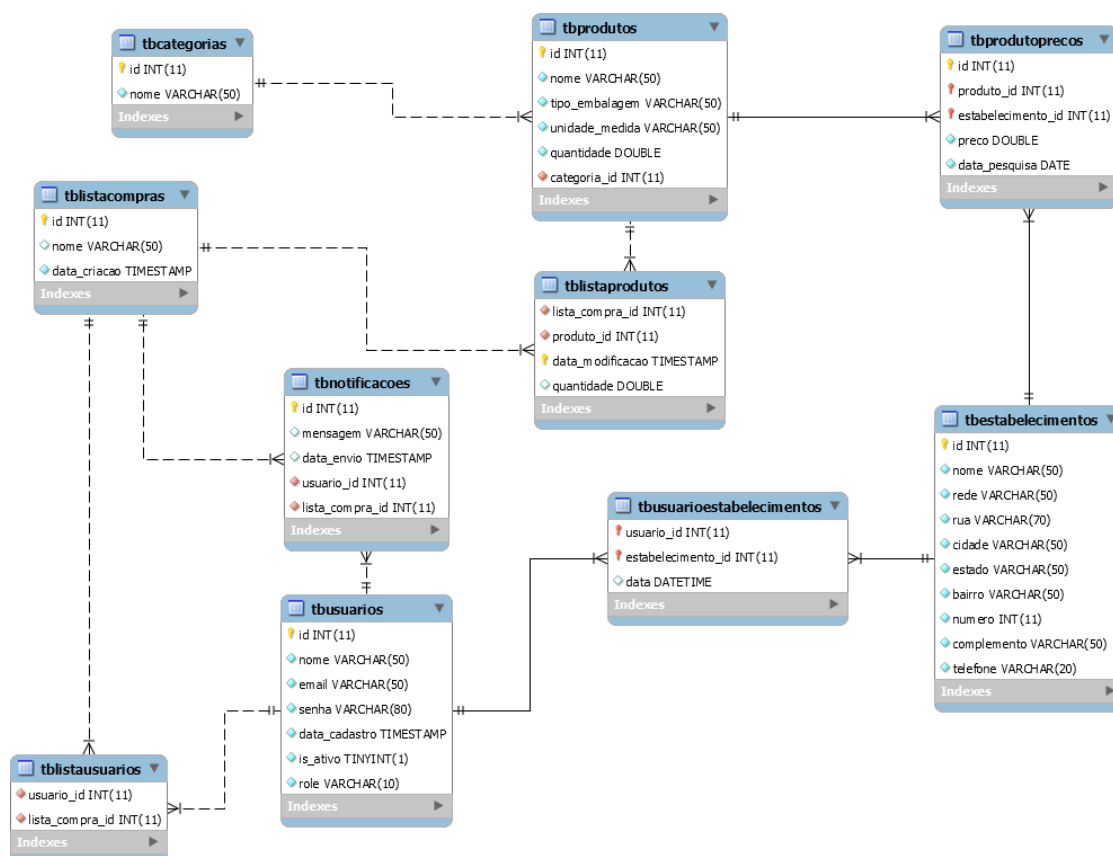 tbcategorias
id INT(11)
nome VARCHAR(50)
Indexes
tbprodutos
id INT(11)
nome VARCHAR(50)
tipo_embalagem VARCHAR(50)
unidade_medida VARCHAR(50)
quantidade DOUBLE
categoria_id INT(11)
Indexes
tbprodutoprecos
id INT(11)
produto_id INT(11)
estabelecimento_id INT(11)
preco DOUBLE
data_pesquisa DATE
Indexes
tblistacompras
id INT(11)
nome VARCHAR(50)
data_criacao TIMESTAMP
Indexes
tblistaprodutos
lista_compra_id INT(11)
produto_id INT(11)
data_modificacao TIMESTAMP
quantidade DOUBLE
Indexes
tbnotificacoes
id INT(11)
mensagem VARCHAR(50)
data_envio TIMESTAMP
usuario_id INT(11)
lista_compra_id INT(11)
Indexes
tbestabelecimentos
id INT(11)
nome VARCHAR(50)
rede VARCHAR(50)
rua VARCHAR(70)
cidade VARCHAR(50)
estado VARCHAR(50)
bairro VARCHAR(50)
numero INT(11)
complemento VARCHAR(50)
telefone VARCHAR(20)
Indexes
tbusuarioestabelecimentos
usuario_id INT(11)
estabelecimento_id INT(11)
data DATETIME
Indexes
tbusuarios
id INT(11)
nome VARCHAR(50)
email VARCHAR(50)
senha VARCHAR(80)
data_cadastro TIMESTAMP
is_ativo TINYINT(1)
role VARCHAR(10)
Indexes
tblistausuarios
usuario_id INT(11)
lista_compra_id INT(11)
Indexes